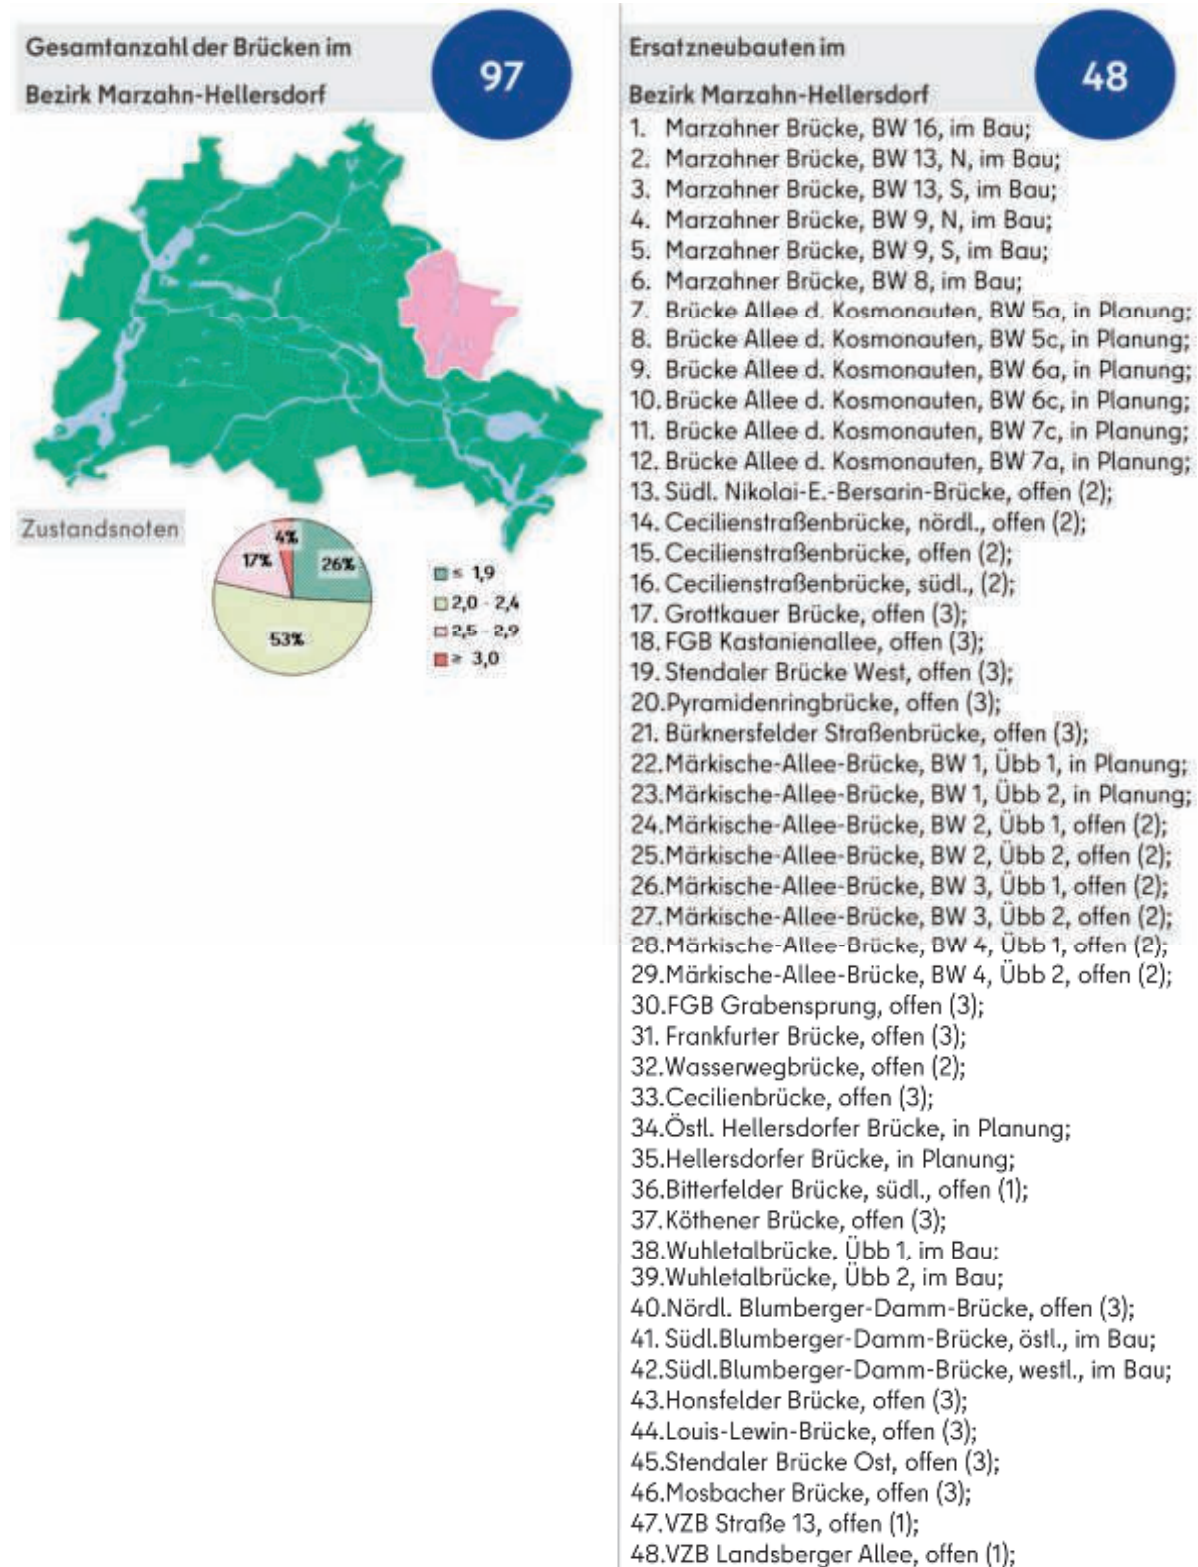 Gesamtanzahl der Brücken im
Bezirk Marzahn-Hellersdorf
97
Zustandsnoten
4%
17%
26%
53%
≤ 1,9
2,0 - 2,4
2,5 - 2,9
≥ 3,0
Ersatzneubauten im
Bezirk Marzahn-Hellersdorf
48
1. Marzahner Brücke, BW 16, im Bau;
2. Marzahner Brücke, BW 13, N, im Bau;
3. Marzahner Brücke, BW 13, S, im Bau;
4. Marzahner Brücke, BW 9, N, im Bau;
5. Marzahner Brücke, BW 9, S, im Bau;
6. Marzahner Brücke, BW 8, im Bau;
7. Brücke Allee d. Kosmonauten, BW 5a, in Planung;
8. Brücke Allee d. Kosmonauten, BW 5c, in Planung;
9. Brücke Allee d. Kosmonauten, BW 6a, in Planung;
10. Brücke Allee d. Kosmonauten, BW 6c, in Planung;
11. Brücke Allee d. Kosmonauten, BW 7c, in Planung;
12. Brücke Allee d. Kosmonauten, BW 7a, in Planung;
13. Südl. Nikolai-E.-Bersarin-Brücke, offen (2);
14. Cecilienstraßenbrücke, nördl., offen (2);
15. Cecilienstraßenbrücke, offen (2);
16. Cecilienstraßenbrücke, südl., (2);
17. Grottkauer Brücke, offen (3);
18. FGB Kastanienallee, offen (3);
19. Stendaler Brücke West, offen (3);
20.Pyramidenringbrücke, offen (3);
21. Bürknersfelder Straßenbrücke, offen (3);
22.Märkische-Allee-Brücke, BW 1, Übb 1, in Planung;
23.Märkische-Allee-Brücke, BW 1, Übb 2, in Planung;
24.Märkische-Allee-Brücke, BW 2, Übb 1, offen (2);
25.Märkische-Allee-Brücke, BW 2, Übb 2, offen (2);
26.Märkische-Allee-Brücke, BW 3, Übb 1, offen (2);
27.Märkische-Allee-Brücke, BW 3, Übb 2, offen (2);
28.Märkische-Allee-Brücke, BW 4, Übb 1, offen (2);
29.Märkische-Allee-Brücke, BW 4, Übb 2, offen (2);
30.FGB Grabensprung, offen (3);
31. Frankfurter Brücke, offen (3);
32.Wasserwegbrücke, offen (2);
33.Cecilienbrücke, offen (3);
34.Östl. Hellersdorfer Brücke, in Planung;
35.Hellersdorfer Brücke, in Planung;
36.Bitterfelder Brücke, südl., offen (1);
37.Köthener Brücke, offen (3);
38.Wuhletalbrücke, Übb 1, im Bau;
39.Wuhletalbrücke, Übb 2, im Bau;
40.Nördl. Blumberger-Damm-Brücke, offen (3);
41. Südl.Blumberger-Damm-Brücke, östl., im Bau;
42.Südl.Blumberger-Damm-Brücke, westl., im Bau;
43.Honsfelder Brücke, offen (3);
44.Louis-Lewin-Brücke, offen (3);
45.Stendaler Brücke Ost, offen (3);
46.Mosbacher Brücke, offen (3);
47.VZB Straße 13, offen (1);
48.VZB Landsberger Allee, offen (1);